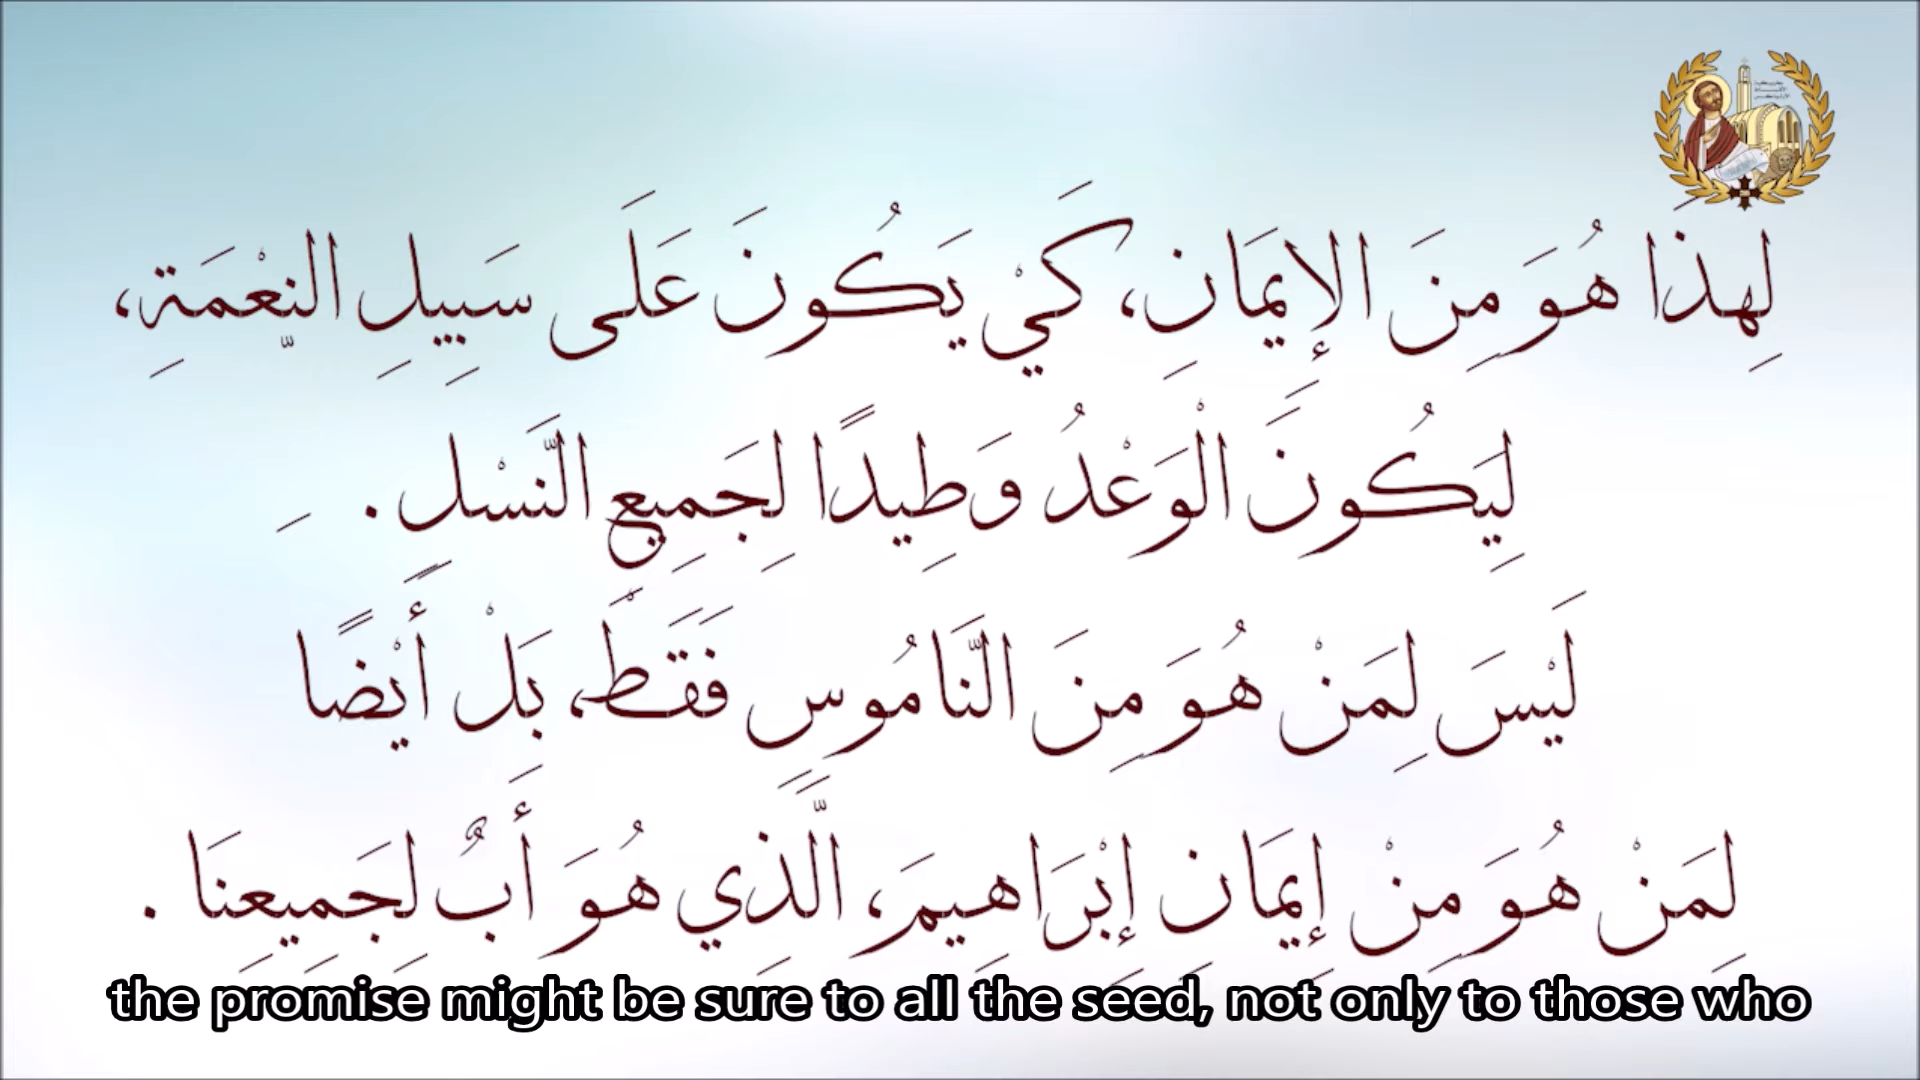 لِهذَا هُوَ مِنَ الإِيمَانِ، كَيْ يَكُونَ عَلَى سَبِيلِ النِّعْمَةِ،
لِيَكُونَ الْوَعْدُ وَطِيدًا لِجَمِيعِ النَّسْلِ.
لَيْسَ لِمَنْ هُوَ مِنَ النَّامُوسِ فَقَطْ، بَلْ أَيْضًا
لِمَنْ هُوَ مِنْ إِيمَانِ إِبْرَاهِيمَ، الَّذِي هُوَ أَبٌ لِجَمِيعِنَا .
the promise might be sure to all the seed, not only to those who